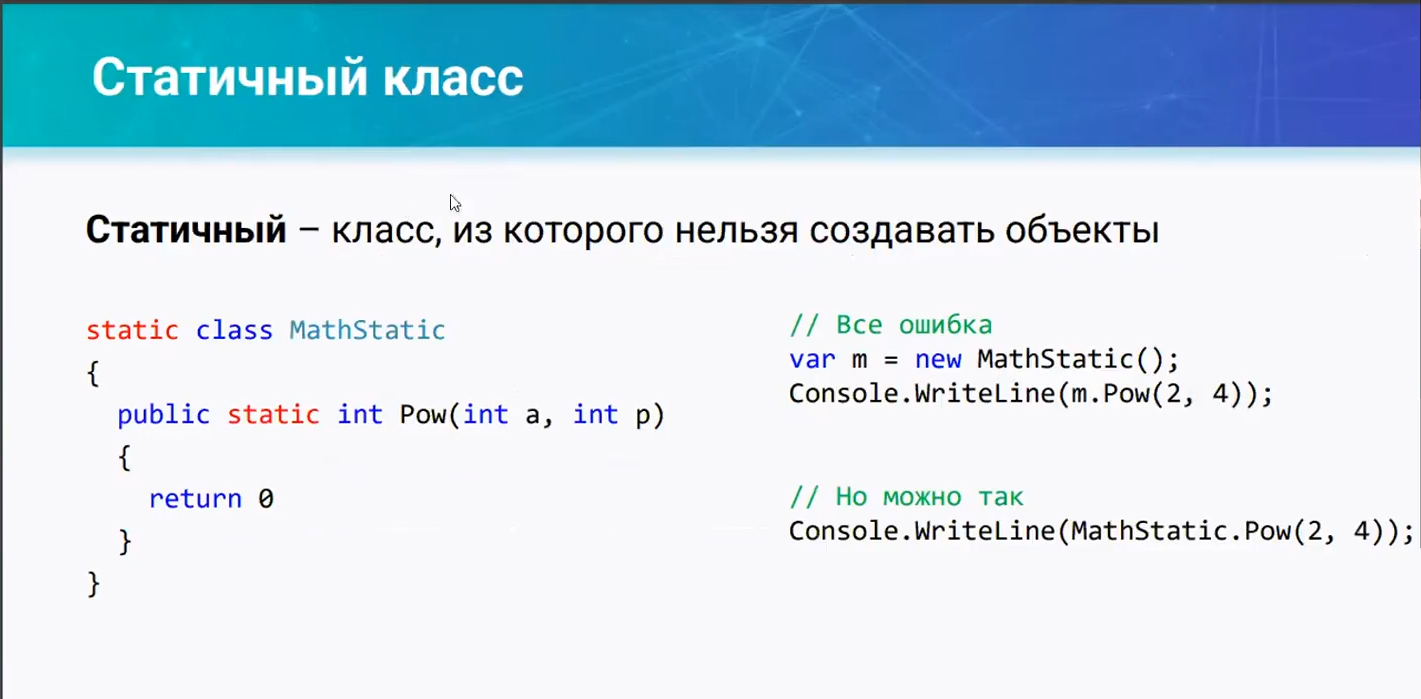 Статичный класс
Статичный – класс, из которого нельзя создавать объекты
static class MathStatic
{
  public static int Pow(int a, int p)
  {
    return 0
  }
}
// Все ошибка
var m = new MathStatic();
Console.WriteLine(m.Pow(2, 4));
// Но можно так
Console.WriteLine(MathStatic.Pow(2, 4));